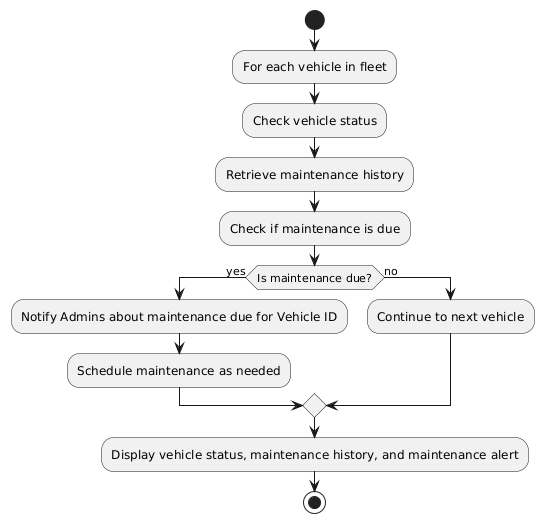 For each vehicle in fleet
Check vehicle status
Retrieve maintenance history
Check if maintenance is due
yes
Is maintenance due?
no
Notify Admins about maintenance due for Vehicle ID
Continue to next vehicle
Schedule maintenance as needed
Display vehicle status, maintenance history, and maintenance alert